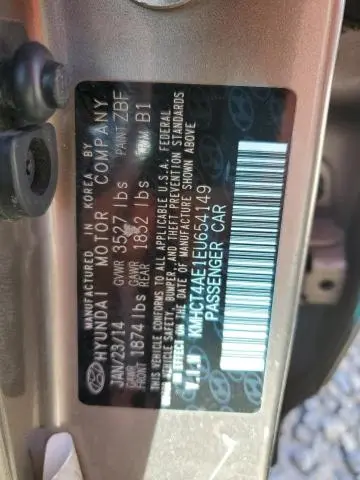 MANUFACTURED IN KOREA BY
HYUNDAI MOTOR COMPANY
JAN/23/14 GVWR 3527 lbs PAINT ZBF
GAWR FRONT 1874lbs GAWR REAR 1852 lbs TRIM B1
THIS VEHICLE CONFORMS TO ALL APPLICABLE U.S.A. FEDERAL
MOTOR VEHICLE SAFETY, BUMPER, AND THEFT PREVENTION STANDARDS
IN EFFECT ON THE DATE OF MANUFACTURE SHOWN ABOVE.
V.I.N KMHCT4AE1EU654149
PASSENGER CAR